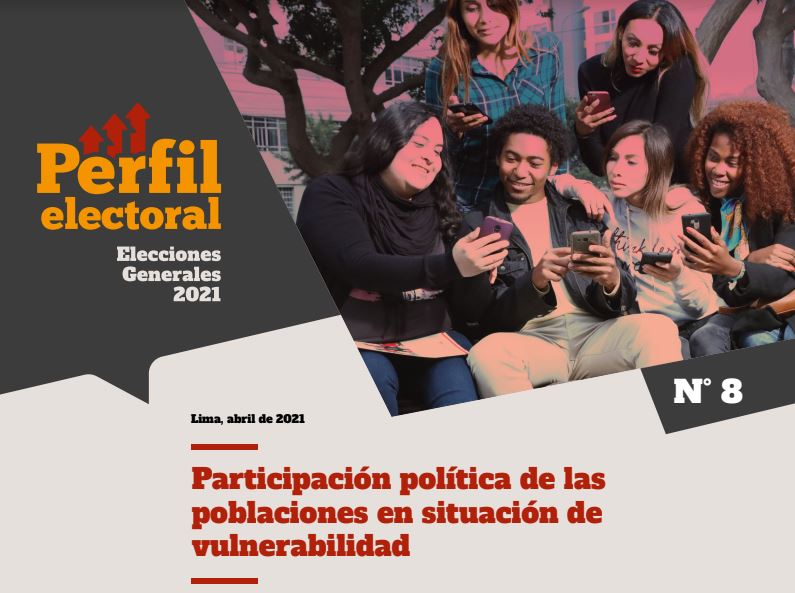 Perfil
electoral
Elecciones
Generales
2021
N° 8
Lima, abril de 2021
Participación política de las
poblaciones en situación de
vulnerabilidad
think